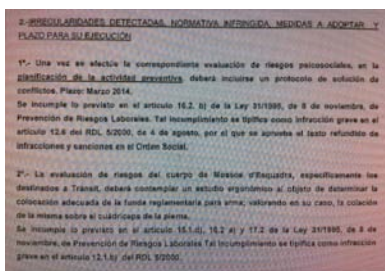 2.-IRREGULARIDADES DETECTADAS, NORMATIVA INFRINGIDA, MEDIDAS A ADOPTAR Y
PLAZO PARA SU EJECUCIÓN
1ª.- Una vez se efectúe la correspondiente evaluación de riesgos psicosociales, en la
planificación de la actividad preventiva, deberá incluirse un protocolo de solución de
conflictos. Plazo: Marzo 2014.
Se incumple lo previsto en el artículo 16.2. b) de la Ley 31/1995, de 8 de noviembre, de
Prevención de Riesgos Laborales. Tal incumplimiento se tipifica como infracción grave en el
artículo 12.6 del RDL 5/2000, de 4 de agosto, por el que se aprueba el texto refundido de
infracciones y sanciones en el Orden Social.
2ª.- La evaluación de riesgos del cuerpo de Mossos d'Esquadra, específicamente los
destinados a Trànsit, deberá contemplar un estudio ergonómico al objeto de determinar la
colocación adecuada de la funda reglamentaria para arma; valorando en su caso, la colación
de la misma sobre el cuádriceps de la pierna.
Se incumple lo previsto en el artículo 15.1.d), 16.2 a) y 17.2 de la Ley 31/1995, de 8 de
noviembre, de Prevención de Riesgos Laborales Tal incumplimiento se tipifica como infracción
grave en el artículo 12.1.b) del RDL 5/2000.